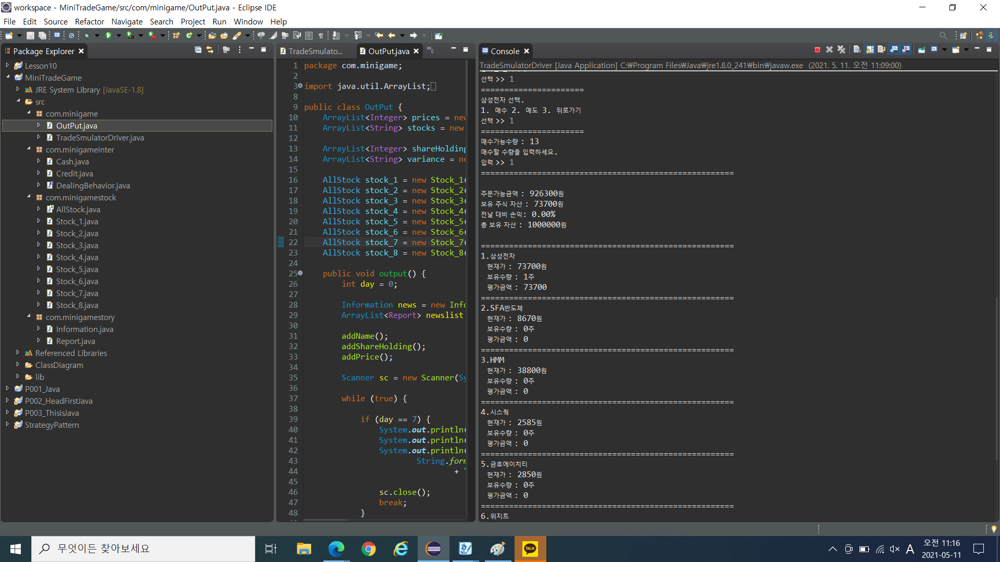 workspace - MiniTradeGame/src/com/minigame/OutPut.java - Eclipse IDE
File Edit Source Refactor Navigate Search Project Run Window Help
Package Explorer
Lesson10
MiniTradeGame
JRE System Library [JavaSE-1.8]
src
com.minigame
OutPut.java
TradeSmulatorDriver.java
com.minigameinter
Cash.java
Credit.java
DealingBehavior.java
com.minigamestock
AllStock.java
Stock_1.java
Stock_2.java
Stock_3.java
Stock_4.java
Stock_5.java
Stock_6.java
Stock_7.java
Stock_8.java
com.minigamestory
Information.java
Report.java
Referenced Libraries
ClassDiagram
lib
P001_Java
P002_HeadFirstJava
P003_ThisisJava
StrategyPattern
TradeSmulato... OutPut.java »5
1 package com.minigame;
2
3 import java.util.ArrayList;
8
9 public class OutPut {
10 ArrayList<Integer> prices = new
11 ArrayList<String> stocks = new
12
13 ArrayList<Integer> shareHolding
14 ArrayList<String> variance = ne
15
16 AllStock stock_1 = new Stock_1(
17 AllStock stock_2 = new Stock_2(
18 AllStock stock_3 = new Stock_3(
19 AllStock stock_4 = new Stock_4(
20 AllStock stock_5 = new Stock_5(
21 AllStock stock_6 = new Stock_6(
22 AllStock stock_7 = new Stock_7(
23 AllStock stock_8 = new Stock_8(
24
25 public void output() {
26 int day = 0;
27
28 Information news = new Info
29 ArrayList<Report> newslist
30
31 addName();
32 addShareHolding();
33 addPrice();
34
35 Scanner sc = new Scanner(Sy
36
37 while (true) {
38
39 if (day == 7) {
40 System.out.println(
41 System.out.println(
42 System.out.println(
43 String.form
44 + "
45
46 sc.close();
47 break;
48 }
Console
TradeSmulatorDriver [Java Application] C:₩Program Files₩Java₩jre1.8.0_241₩bin₩javaw.exe (2021. 5. 11. 오전 11:09:00)
선택 >> 1
======================
삼성전자 선택.
1. 매수 2. 매도 3. 뒤로가기
선택 >> 1
======================
매수가능수량 : 13
매수할 수량을 입력하세요.
입력 >> 1
======================================================
주문가능금액 : 926300원
보유 주식 자산 : 73700원
전날 대비 손익: 0.00%
총 보유 자산 : 1000000원
======================================================
1.삼성전자
현재가 : 73700원
보유수량 : 1주
평가금액 : 73700
======================================================
2.SFA반도체
현재가 : 8670원
보유수량 : 0주
평가금액 : 0
======================================================
3.HMM
현재가 : 38800원
보유수량 : 0주
평가금액 : 0
======================================================
4.시스웍
현재가 : 2585원
보유수량 : 0주
평가금액 : 0
======================================================
5.금호에이치티
현재가 : 2850원
보유수량 : 0주
평가금액 : 0
======================================================
6.위지트
무엇이든 찾아보세요
TALK
A
오전 11:16
2021-05-11